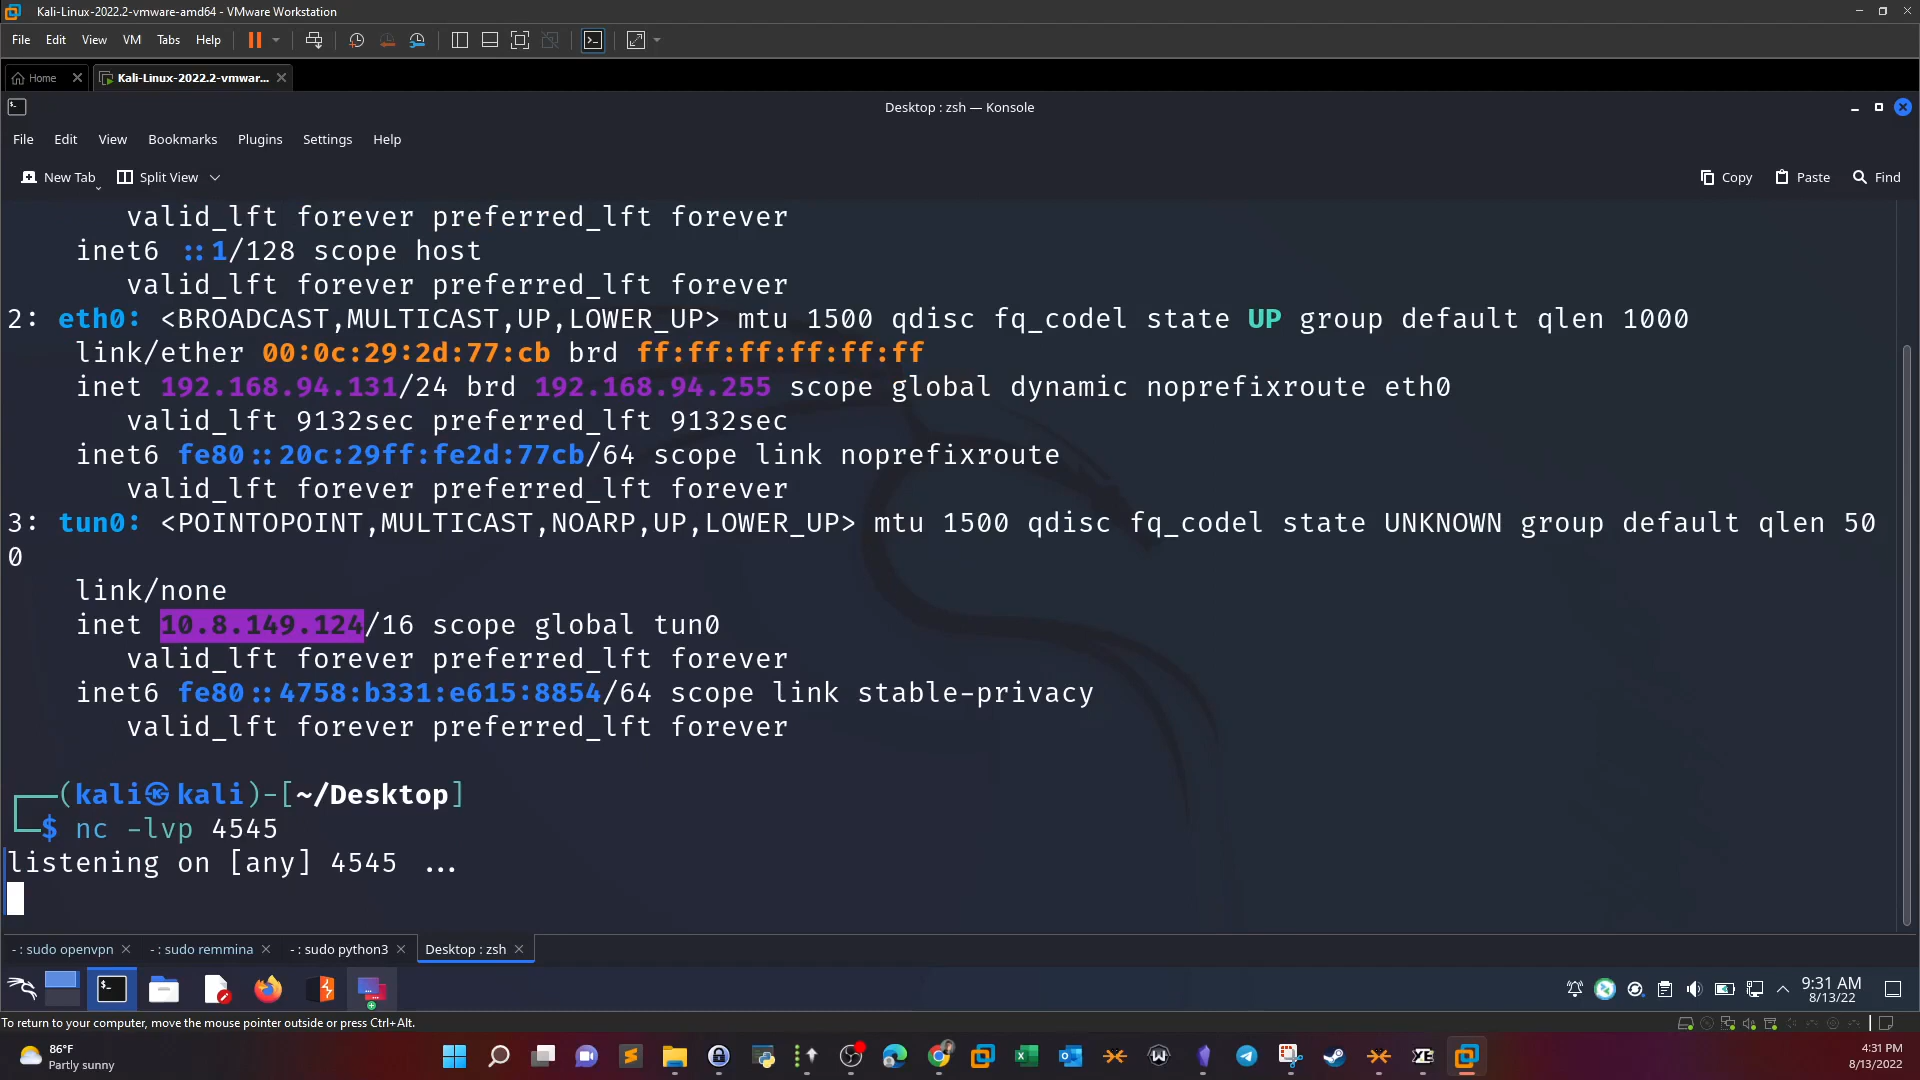 Kali-Linux-2022.2-vmware-amd64 - VMware Workstation
File Edit View VM Tabs Help
Home Kali-Linux-2022.2-vmwar...
Desktop : zsh — Konsole
File Edit View Bookmarks Plugins Settings Help
New Tab Split View Copy Paste Find
valid_lft forever preferred_lft forever
inet6 ::1/128 scope host
valid_lft forever preferred_lft forever
2: eth0: <BROADCAST,MULTICAST,UP,LOWER_UP> mtu 1500 qdisc fq_codel state UP group default qlen 1000
link/ether 00:0c:29:2d:77:cb brd ff:ff:ff:ff:ff:ff
inet 192.168.94.131/24 brd 192.168.94.255 scope global dynamic noprefixroute eth0
valid_lft 9132sec preferred_lft 9132sec
inet6 fe80::20c:29ff:fe2d:77cb/64 scope link noprefixroute
valid_lft forever preferred_lft forever
3: tun0: <POINTOPOINT,MULTICAST,NOARP,UP,LOWER_UP> mtu 1500 qdisc fq_codel state UNKNOWN group default qlen 50
0
link/none
inet 10.8.149.124/16 scope global tun0
valid_lft forever preferred_lft forever
inet6 fe80::4758:b331:e615:8854/64 scope link stable-privacy
valid_lft forever preferred_lft forever
┌──(kali㉿kali)-[~/Desktop]
└─$ nc -lvp 4545
listening on [any] 4545 ...
- : sudo openvpn - : sudo remmina - : sudo python3 Desktop : zsh
9:31 AM
8/13/22
To return to your computer, move the mouse pointer outside or press Ctrl+Alt.
86°F
Partly sunny
4:31 PM
8/13/2022